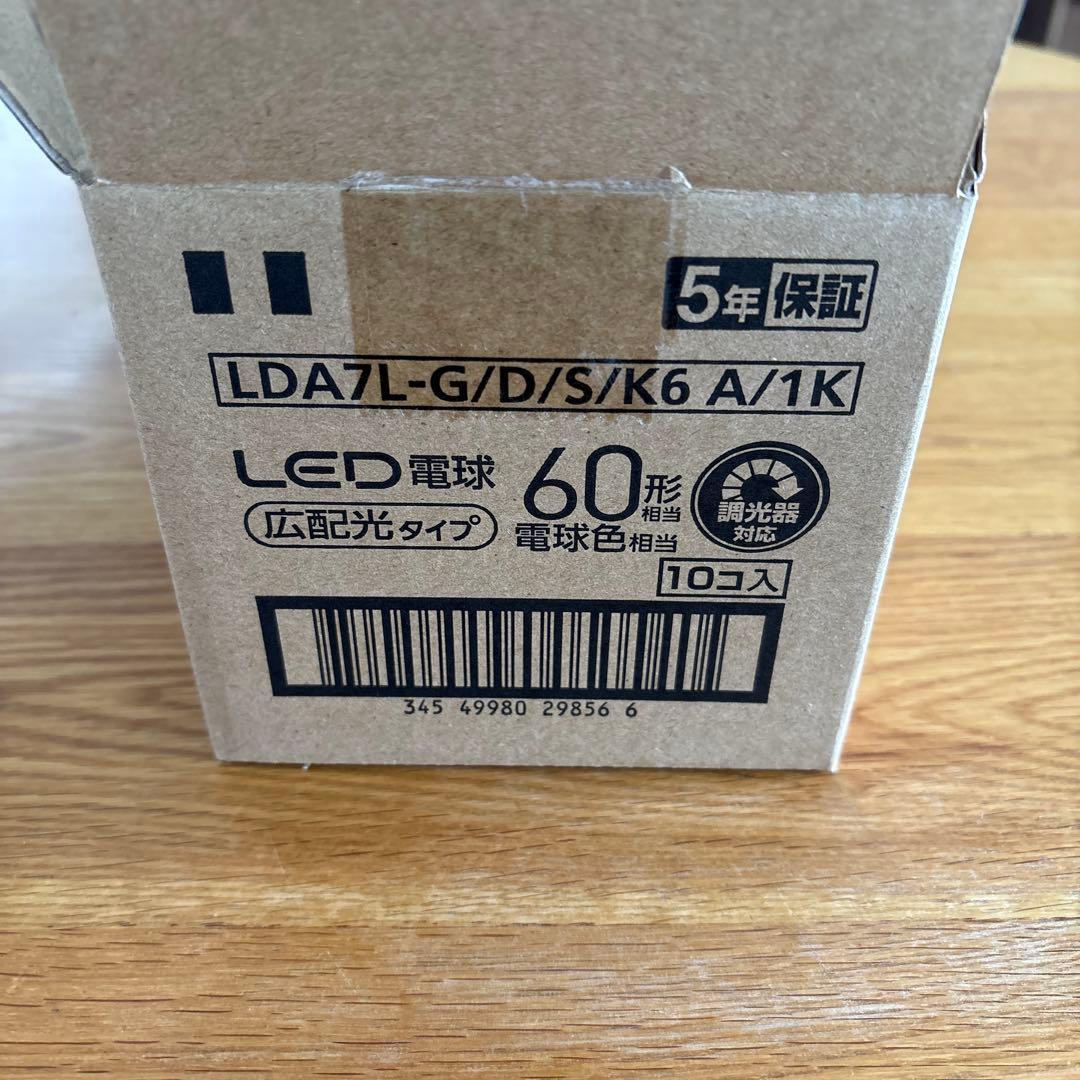 5年保証
LDA7L-G/D/S/K6 A/1K
LED電球 60形相当
広配光タイプ 電球色相当
調光器対応
10コ入
345 49980 29856 6